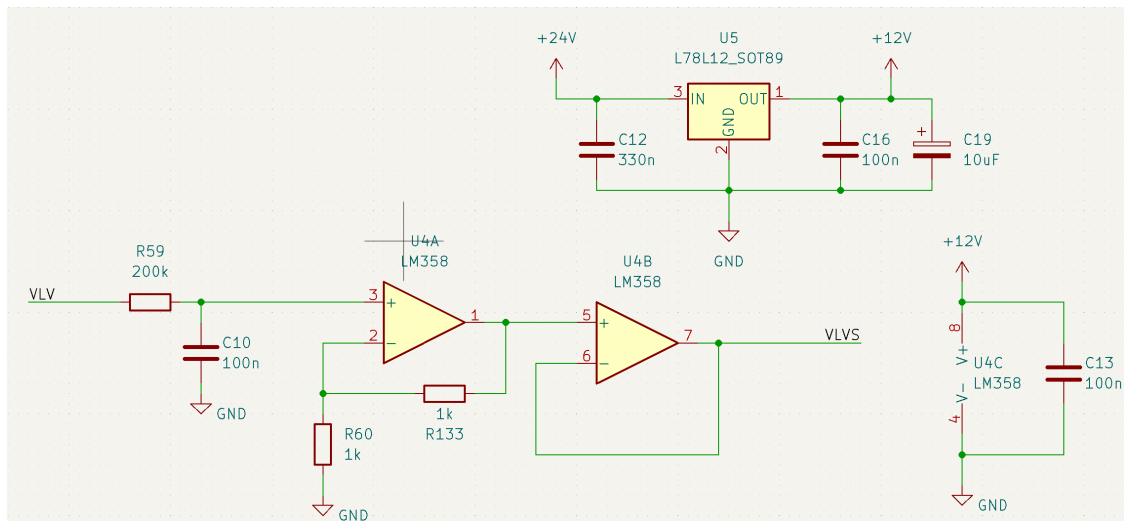 +24V
U5
L78L12_SOT89
+12V
3
IN
OUT
1
GND
2
C12
330n
C16
100n
+
C19
10uF
GND
R59
200k
VLV
C10
100n
GND
U4A
LM358
3
+
2
−
1
1k
R133
R60
1k
GND
U4B
LM358
5
+
6
−
7
VLVS
+12V
8
V+
U4C
LM358
V−
4
C13
100n
GND